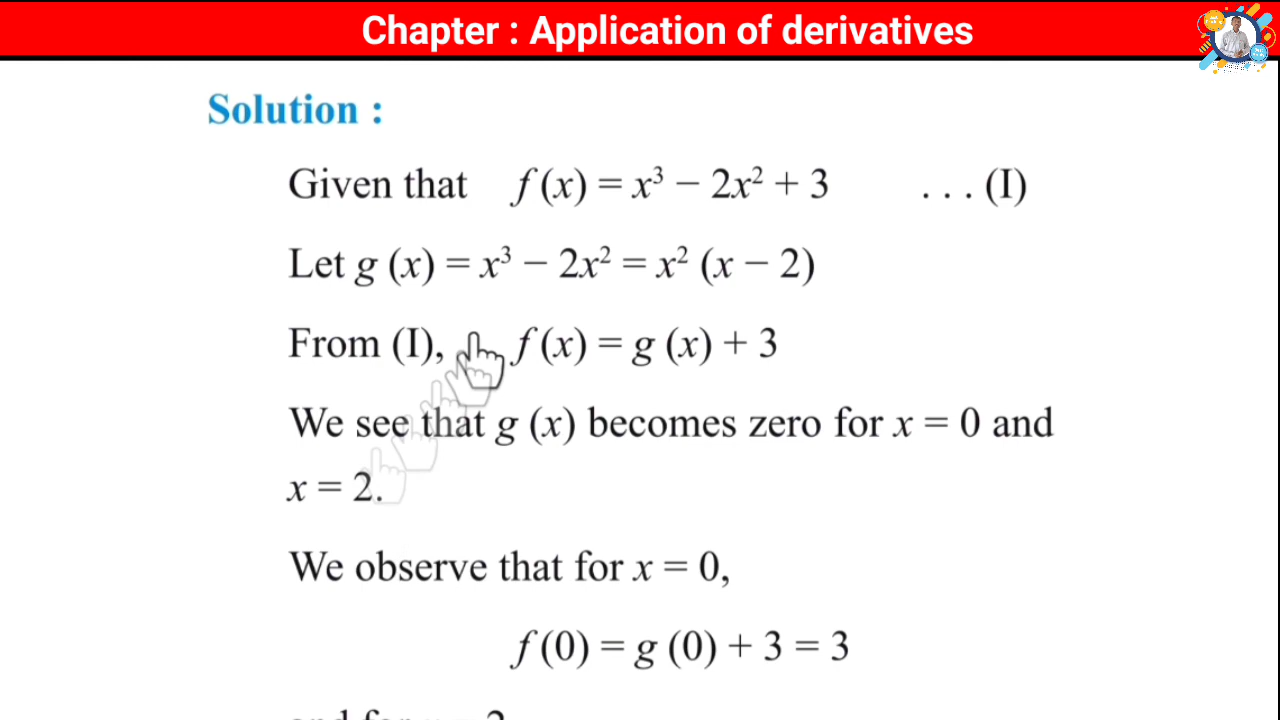 Chapter : Application of derivatives
Solution :
Given that f (x) = x³ − 2x² + 3 . . . (I)
Let g (x) = x³ − 2x² = x² (x − 2)
From (I), f (x) = g (x) + 3
We see that g (x) becomes zero for x = 0 and
x = 2.
We observe that for x = 0,
f (0) = g (0) + 3 = 3